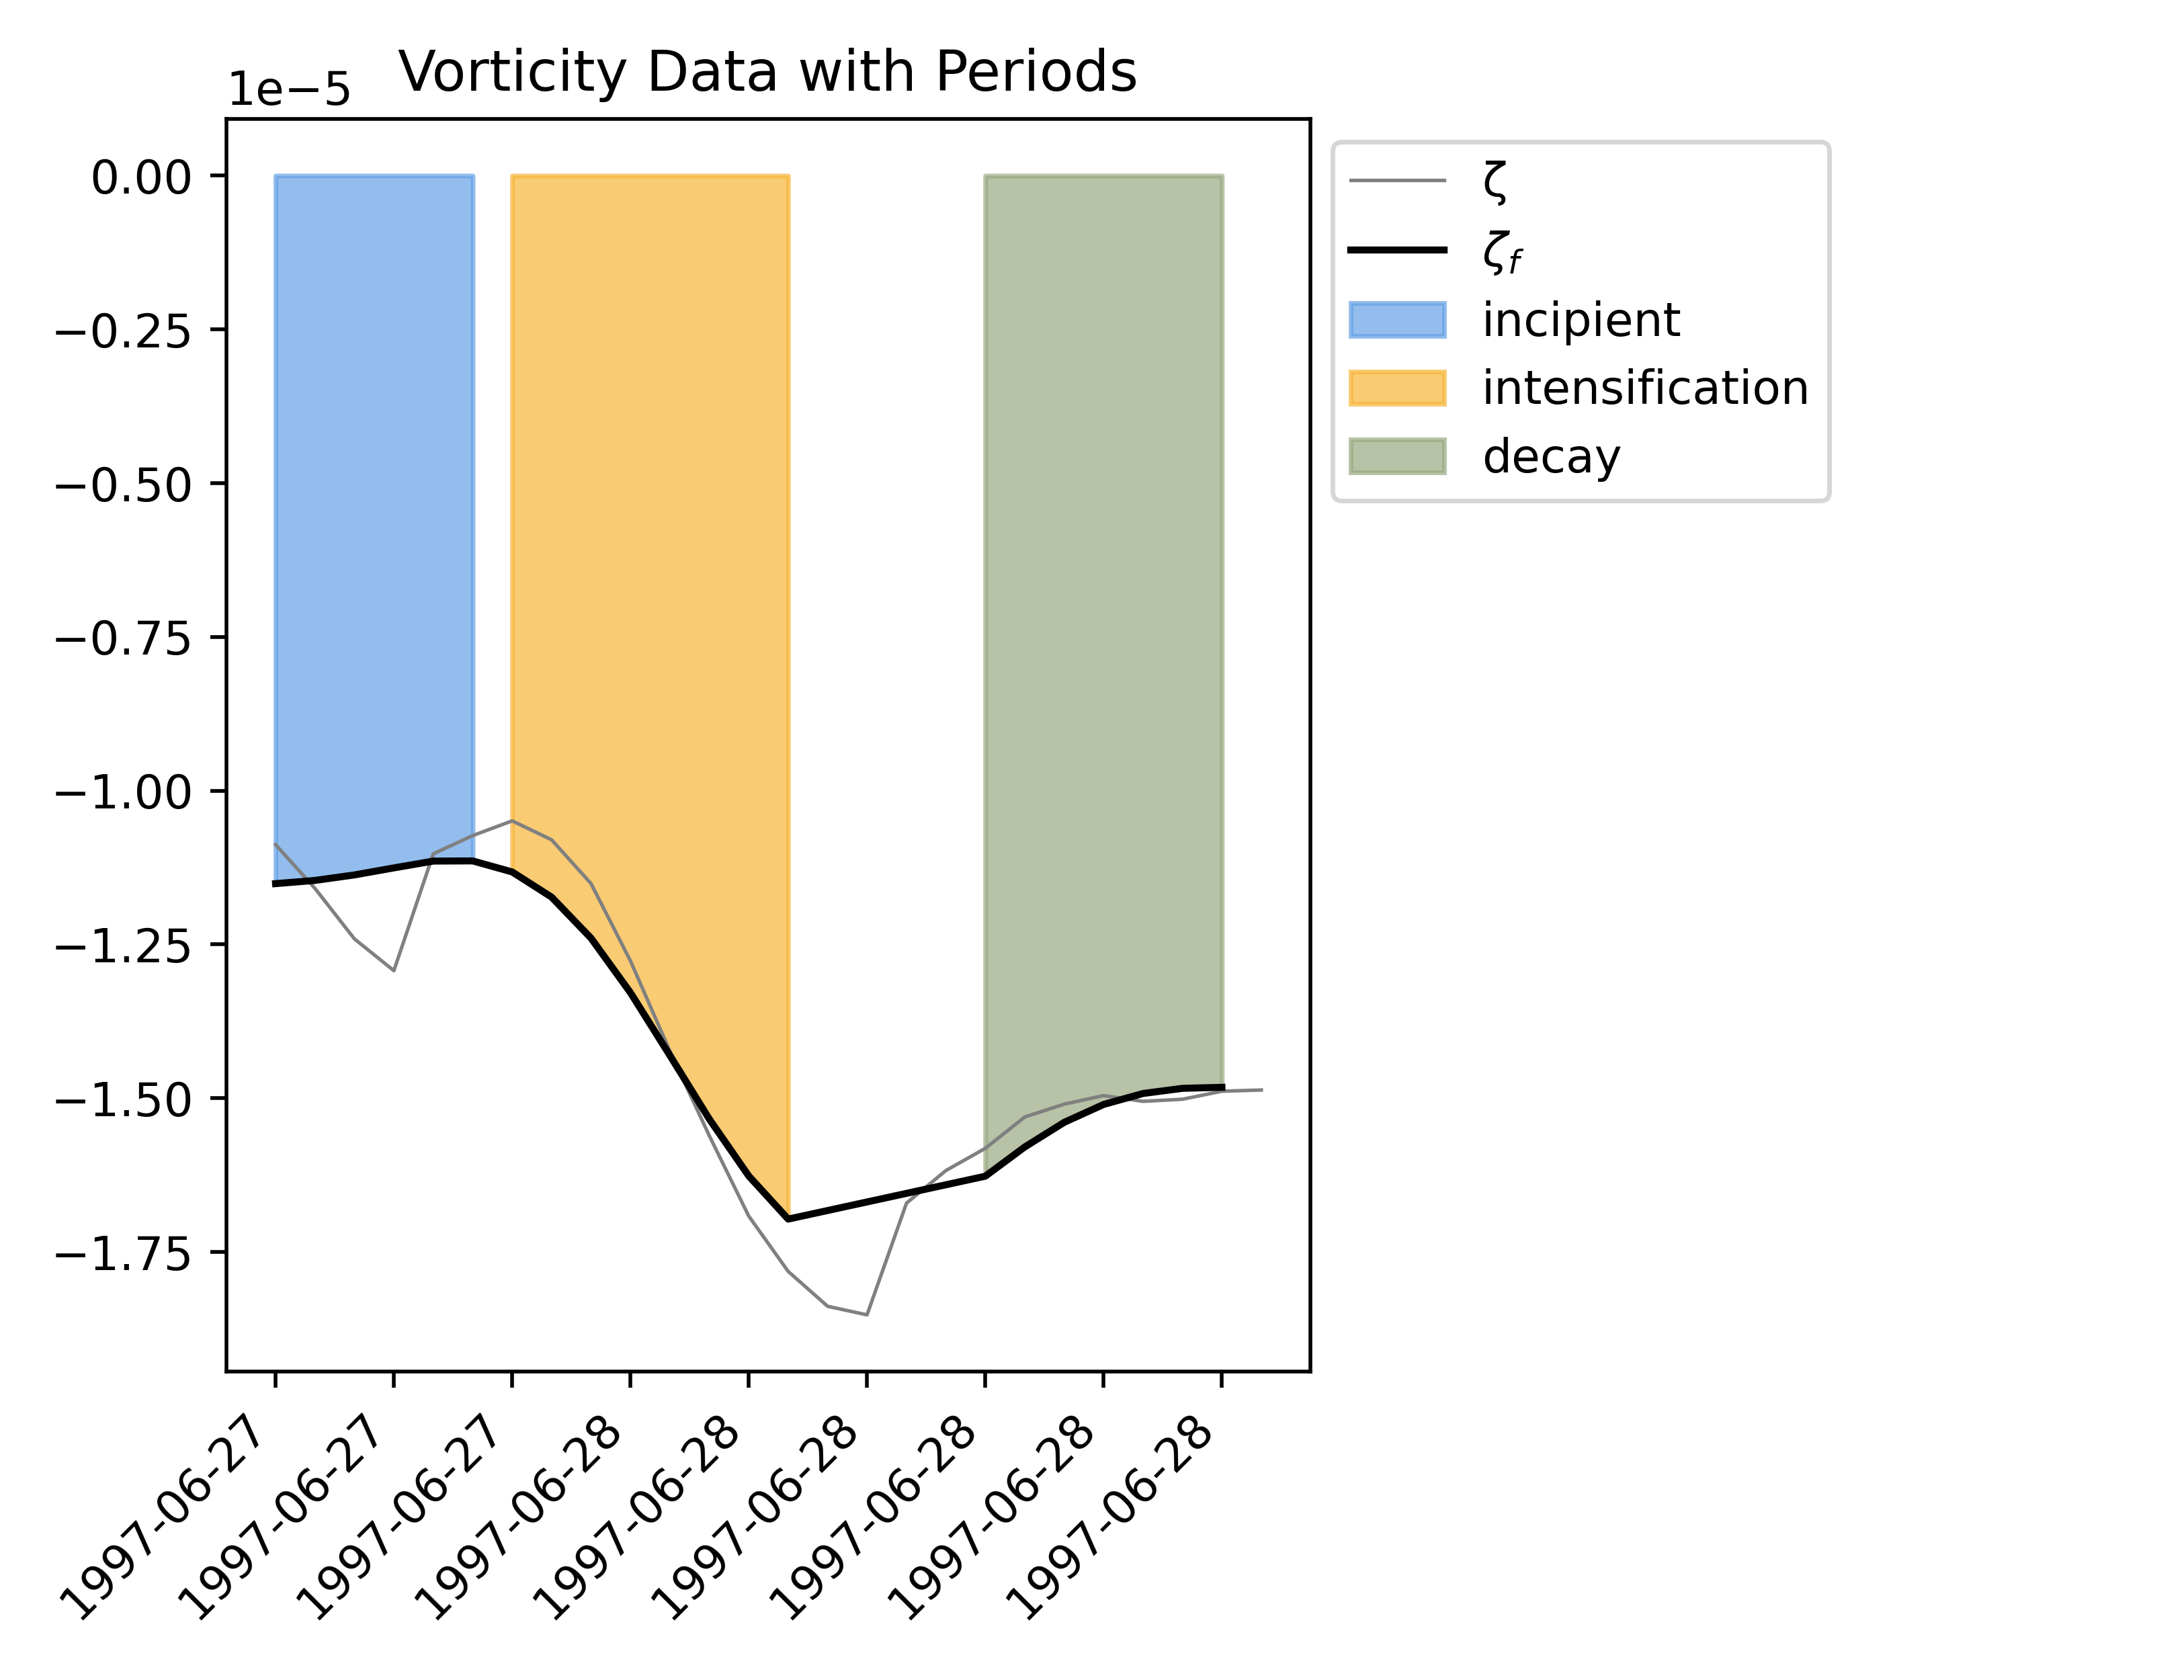 Vorticity Data with Periods
1e−5
0.00
−0.25
−0.50
−0.75
−1.00
−1.25
−1.50
−1.75
1997-06-27
1997-06-27
1997-06-27
1997-06-28
1997-06-28
1997-06-28
1997-06-28
1997-06-28
1997-06-28
ζ
ζf
incipient
intensification
decay